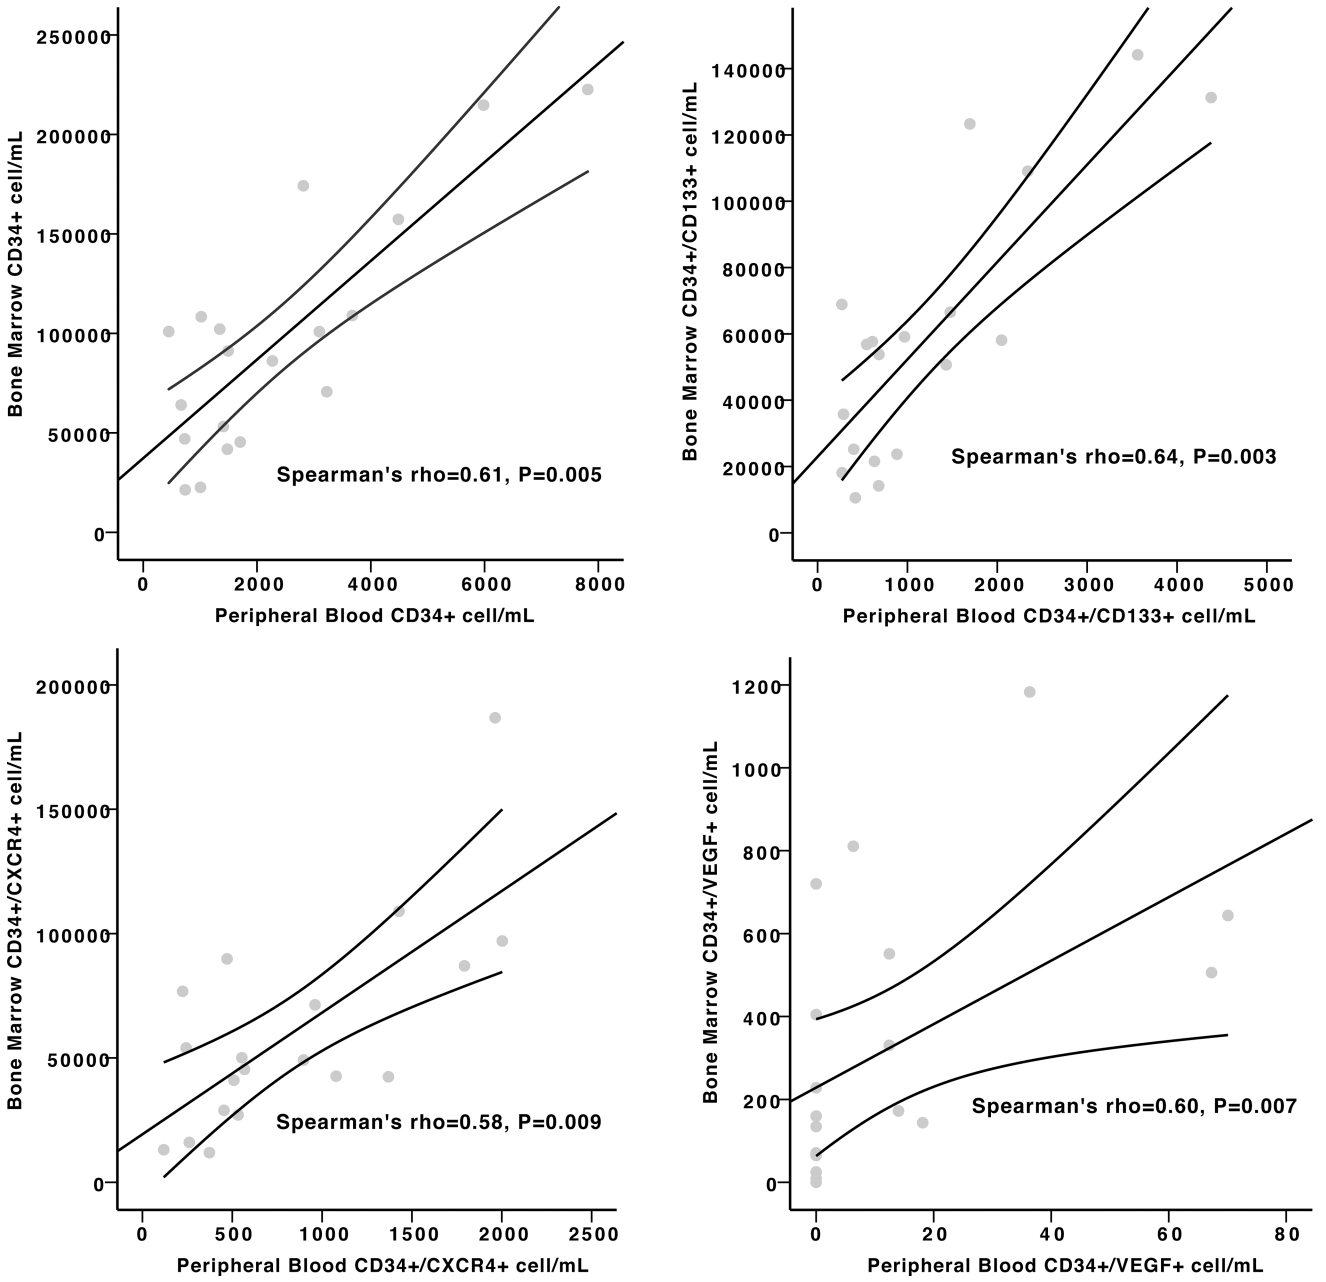 Bone Marrow CD34+ cell/mL
250000
200000
150000
100000
50000
0
Spearman's rho=0.61, P=0.005
0 2000 4000 6000 8000
Peripheral Blood CD34+ cell/mL
Bone Marrow CD34+/CD133+ cell/mL
140000
120000
100000
80000
60000
40000
20000
0
Spearman's rho=0.64, P=0.003
0 1000 2000 3000 4000 5000
Peripheral Blood CD34+/CD133+ cell/mL
Bone Marrow CD34+/CXCR4+ cell/mL
200000
150000
100000
50000
0
Spearman's rho=0.58, P=0.009
0 500 1000 1500 2000 2500
Peripheral Blood CD34+/CXCR4+ cell/mL
Bone Marrow CD34+/VEGF+ cell/mL
1200
1000
800
600
400
200
0
Spearman's rho=0.60, P=0.007
0 20 40 60 80
Peripheral Blood CD34+/VEGF+ cell/mL